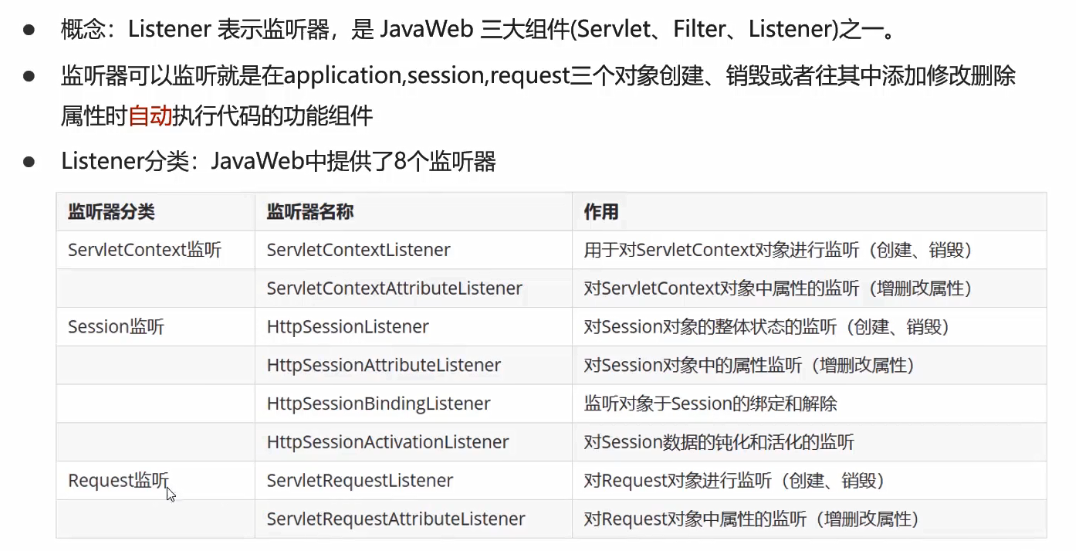 概念：Listener 表示监听器，是 JavaWeb 三大组件(Servlet、Filter、Listener)之一。
监听器可以监听就是在application,session,request三个对象创建、销毁或者往其中添加修改删除
属性时自动执行代码的功能组件
Listener分类：JavaWeb中提供了8个监听器
监听器分类 监听器名称 作用
ServletContext监听 ServletContextListener 用于对ServletContext对象进行监听（创建、销毁）
ServletContextAttributeListener 对ServletContext对象中属性的监听（增删改属性）
Session监听 HttpSessionListener 对Session对象的整体状态的监听（创建、销毁）
HttpSessionAttributeListener 对Session对象中的属性监听（增删改属性）
HttpSessionBindingListener 监听对象于Session的绑定和解除
HttpSessionActivationListener 对Session数据的钝化和活化的监听
Request监听 ServletRequestListener 对Request对象进行监听（创建、销毁）
ServletRequestAttributeListener 对Request对象中属性的监听（增删改属性）